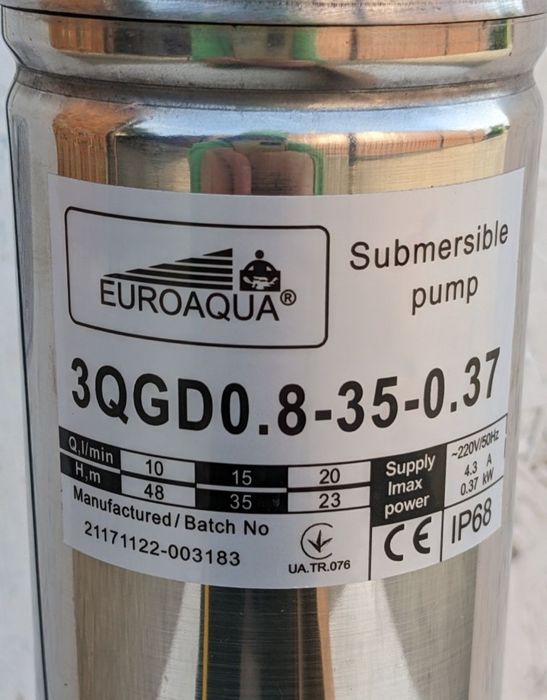 EUROAQUA®
Submersible
pump
3QGD0.8-35-0.37
Q,l/min 10 15 20
H,m 48 35 23
Supply ~220V/50Hz
Imax 4.3 A
power 0.37 kW
Manufactured / Batch No
21171122-003183
UA.TR.076
CE
IP68